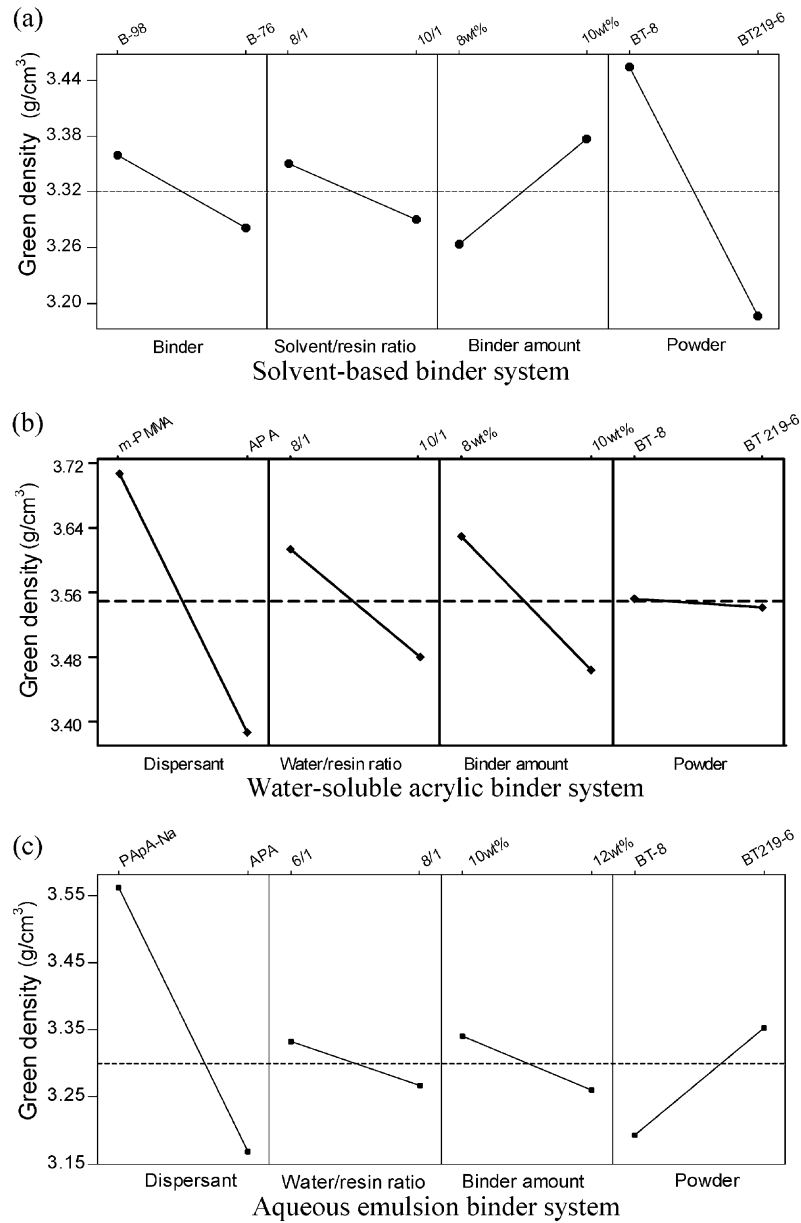 (a)
B-98 B-76 8/1 10/1 8wt% 10wt% BT-8 BT219-6
Green density (g/cm³)
3.44
3.38
3.32
3.26
3.20
Binder Solvent/resin ratio Binder amount Powder
Solvent-based binder system
(b)
m-PMMA APA 8/1 10/1 8wt% 10wt% BT-8 BT219-6
Green density (g/cm³)
3.72
3.64
3.56
3.48
3.40
Dispersant Water/resin ratio Binder amount Powder
Water-soluble acrylic binder system
(c)
PApA-Na APA 6/1 8/1 10wt% 12wt% BT-8 BT219-6
Green density (g/cm³)
3.55
3.45
3.35
3.25
3.15
Dispersant Water/resin ratio Binder amount Powder
Aqueous emulsion binder system